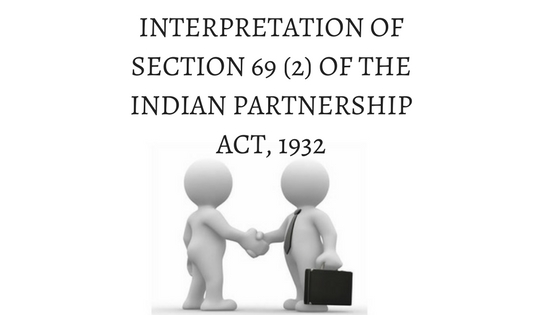 INTERPRETATION OF
SECTION 69 (2) OF THE
INDIAN PARTNERSHIP
ACT, 1932